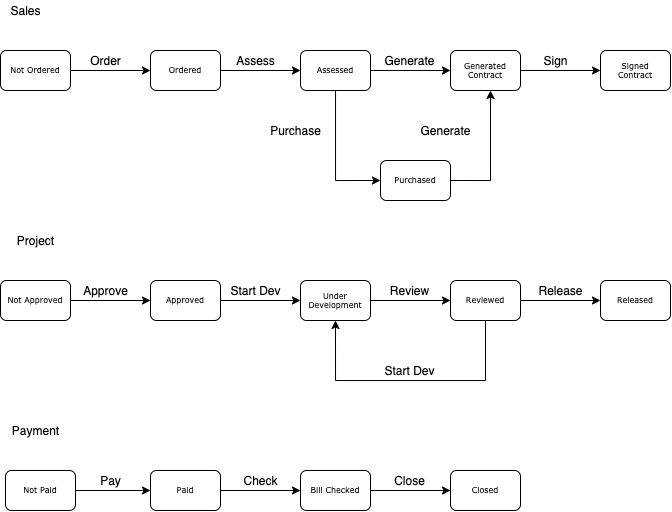 Sales
Order
Assess
Generate
Sign
Not Ordered
Ordered
Assessed
Generated
Contract
Signed
Contract
Purchase
Generate
Purchased
Project
Approve
Start Dev
Review
Release
Not Approved
Approved
Under
Development
Reviewed
Released
Start Dev
Payment
Pay
Check
Close
Not Paid
Paid
Bill Checked
Closed